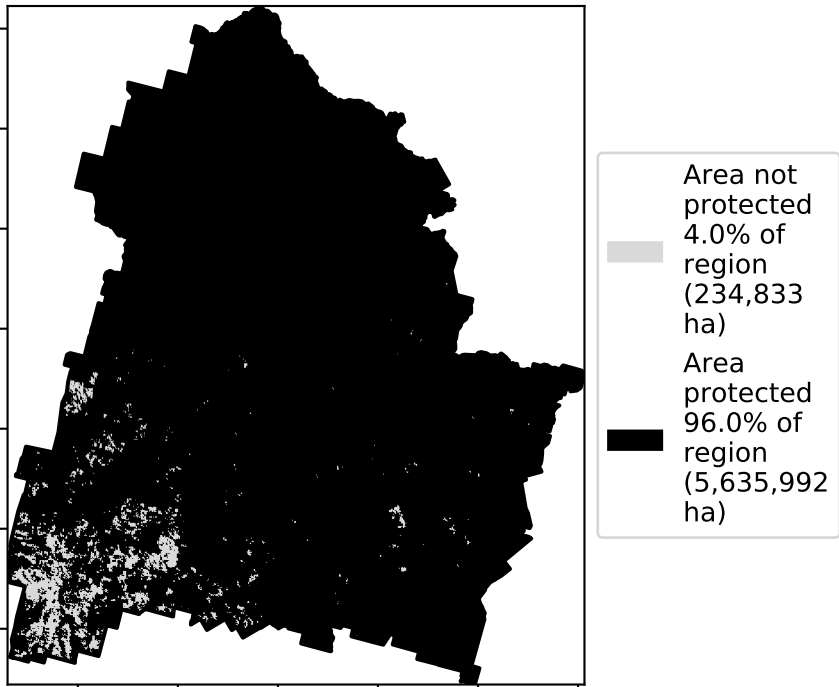 Area not
protected
4.0% of
region
(234,833
ha)
Area
protected
96.0% of
region
(5,635,992
ha)